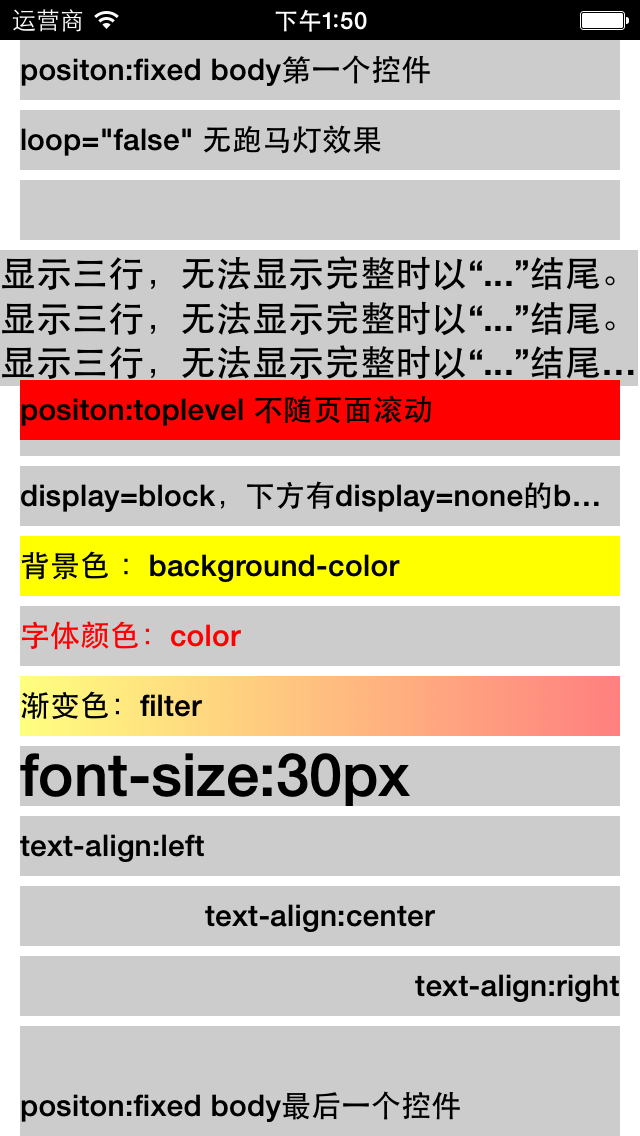 运营商 下午1:50
positon:fixed body第一个控件
loop="false" 无跑马灯效果
显示三行，无法显示完整时以“...”结尾。
显示三行，无法显示完整时以“...”结尾。
显示三行，无法显示完整时以“...”结尾...
positon:toplevel 不随页面滚动
display=block，下方有display=none的b...
背景色 ：background-color
字体颜色：color
渐变色：filter
font-size:30px
text-align:left
text-align:center
text-align:right
positon:fixed body最后一个控件